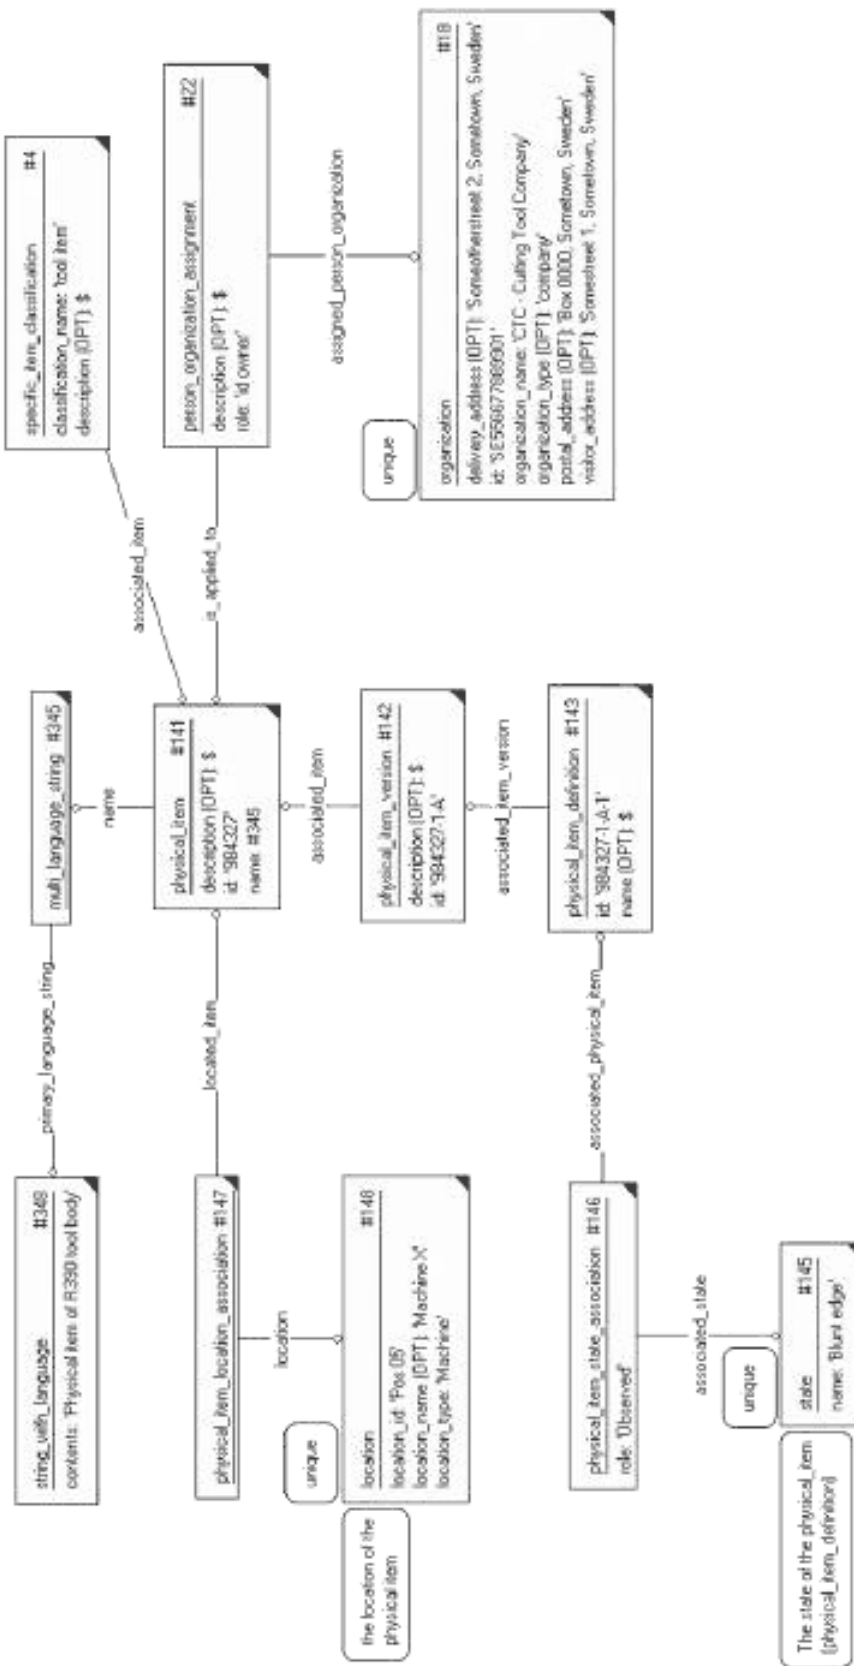 string_with_language #348
contents: 'Physical item of R390 tool body'
primary_language_string
multi_language_string #345
name
specific_item_classification #4
classification_name: 'tool item'
description (OPT): $
associated_item
physical_item_location_association #147
located_item
physical_item #141
description (OPT): $
id: '984327'
name: #345
is_applied_to
person_organization_assignment #22
description (OPT): $
role: 'id owner'
location
associated_item
assigned_person_organization
unique
the location of the
physical item
location #148
location_id: 'Pos 05'
location_name (OPT): 'Machine X'
location_type: 'Machine'
physical_item_version #142
description (OPT): $
id: '984327-1-A'
unique
organization #18
delivery_address (OPT): 'Someotherstreet 2, Sometown, Sweden'
organization_name: 'CTC - Cutting Tool Company'
organization_type (OPT): 'company'
postal_address (OPT): 'Box 0000, Sometown, Sweden'
visitor_address (OPT): 'Somestreet 1, Sometown, Sweden'
associated_item_version
physical_item_state_association #146
role: 'Observed'
associated_physical_item
physical_item_definition #143
id: '984327-1-A-1'
name (OPT): $
associated_state
unique
The state of the physical_item
(physical_item_definition)
state #145
name: 'Blunt edge'